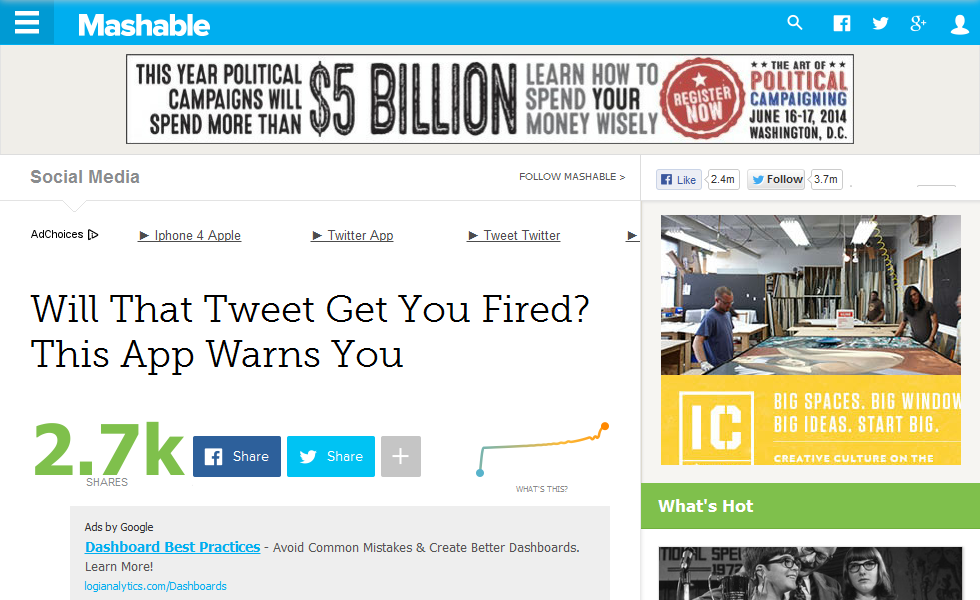 Mashable
THIS YEAR POLITICAL
CAMPAIGNS WILL
SPEND MORE THAN
$5 BILLION
LEARN HOW TO
SPEND YOUR
MONEY WISELY
REGISTER
NOW
THE ART OF
POLITICAL
CAMPAIGNING
JUNE 16-17, 2014
WASHINGTON, D.C.
Social Media
FOLLOW MASHABLE >
Like
2.4m
Follow
3.7m
AdChoices
► Iphone 4 Apple
► Twitter App
► Tweet Twitter
►
Will That Tweet Get You Fired?
This App Warns You
2.7k
SHARES
Share
Share
+
WHAT'S THIS?
Ads by Google
Dashboard Best Practices - Avoid Common Mistakes & Create Better Dashboards.
Learn More!
logianalytics.com/Dashboards
IC
BIG SPACES. BIG WINDOW
BIG IDEAS. START BIG.
CREATIVE CULTURE ON THE
What's Hot
TIONAL SPE
1972